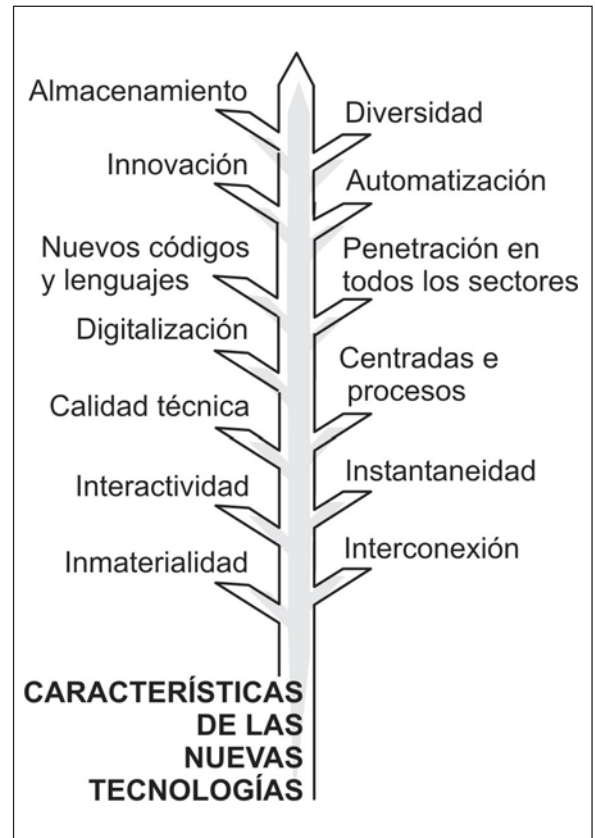 Almacenamiento
Diversidad
Innovación
Automatización
Nuevos códigos
y lenguajes
Penetración en
todos los sectores
Digitalización
Centradas e
procesos
Calidad técnica
Interactividad
Instantaneidad
Inmaterialidad
Interconexión
CARACTERÍSTICAS
DE LAS
NUEVAS
TECNOLOGÍAS